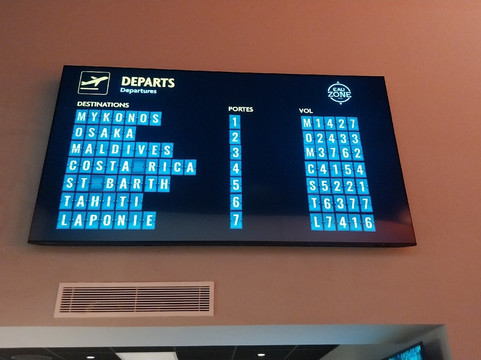 DEPARTS
Departures
EAU
ZONE
DESTINATIONS PORTES VOL
MYKONOS 1 M1427
OSAKA 2 O2433
MALDIVES 3 M3762
COSTA RICA 4 C4154
ST BARTH 5 S5221
TAHITI 6 T6377
LAPONIE 7 L7416